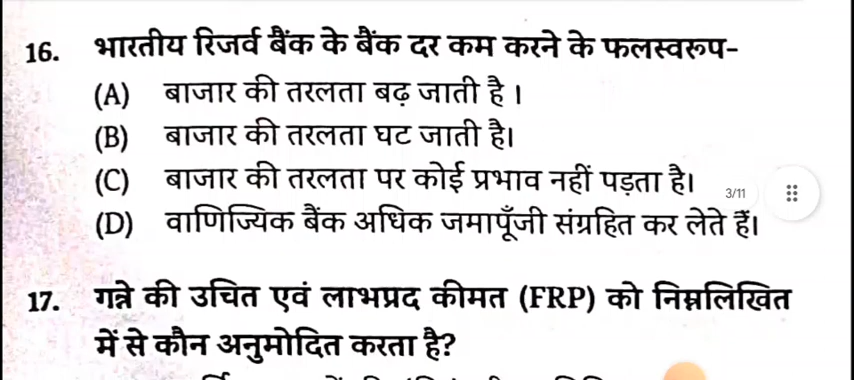 16. भारतीय रिजर्व बैंक के बैंक दर कम करने के फलस्वरूप-
(A) बाजार की तरलता बढ़ जाती है ।
(B) बाजार की तरलता घट जाती है।
(C) बाजार की तरलता पर कोई प्रभाव नहीं पड़ता है।
3/11
(D) वाणिज्यिक बैंक अधिक जमापूँजी संग्रहित कर लेते हैं।
17. गन्ने की उचित एवं लाभप्रद कीमत (FRP) को निम्नलिखित
में से कौन अनुमोदित करता है?